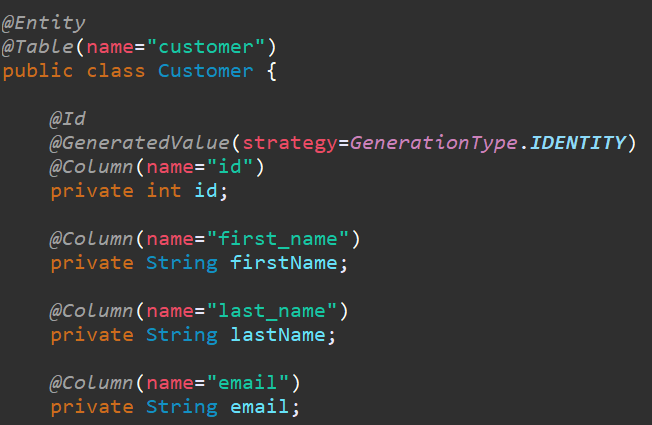 @Entity
@Table(name="customer")
public class Customer {
@Id
@GeneratedValue(strategy=GenerationType.IDENTITY)
@Column(name="id")
private int id;
@Column(name="first_name")
private String firstName;
@Column(name="last_name")
private String lastName;
@Column(name="email")
private String email;